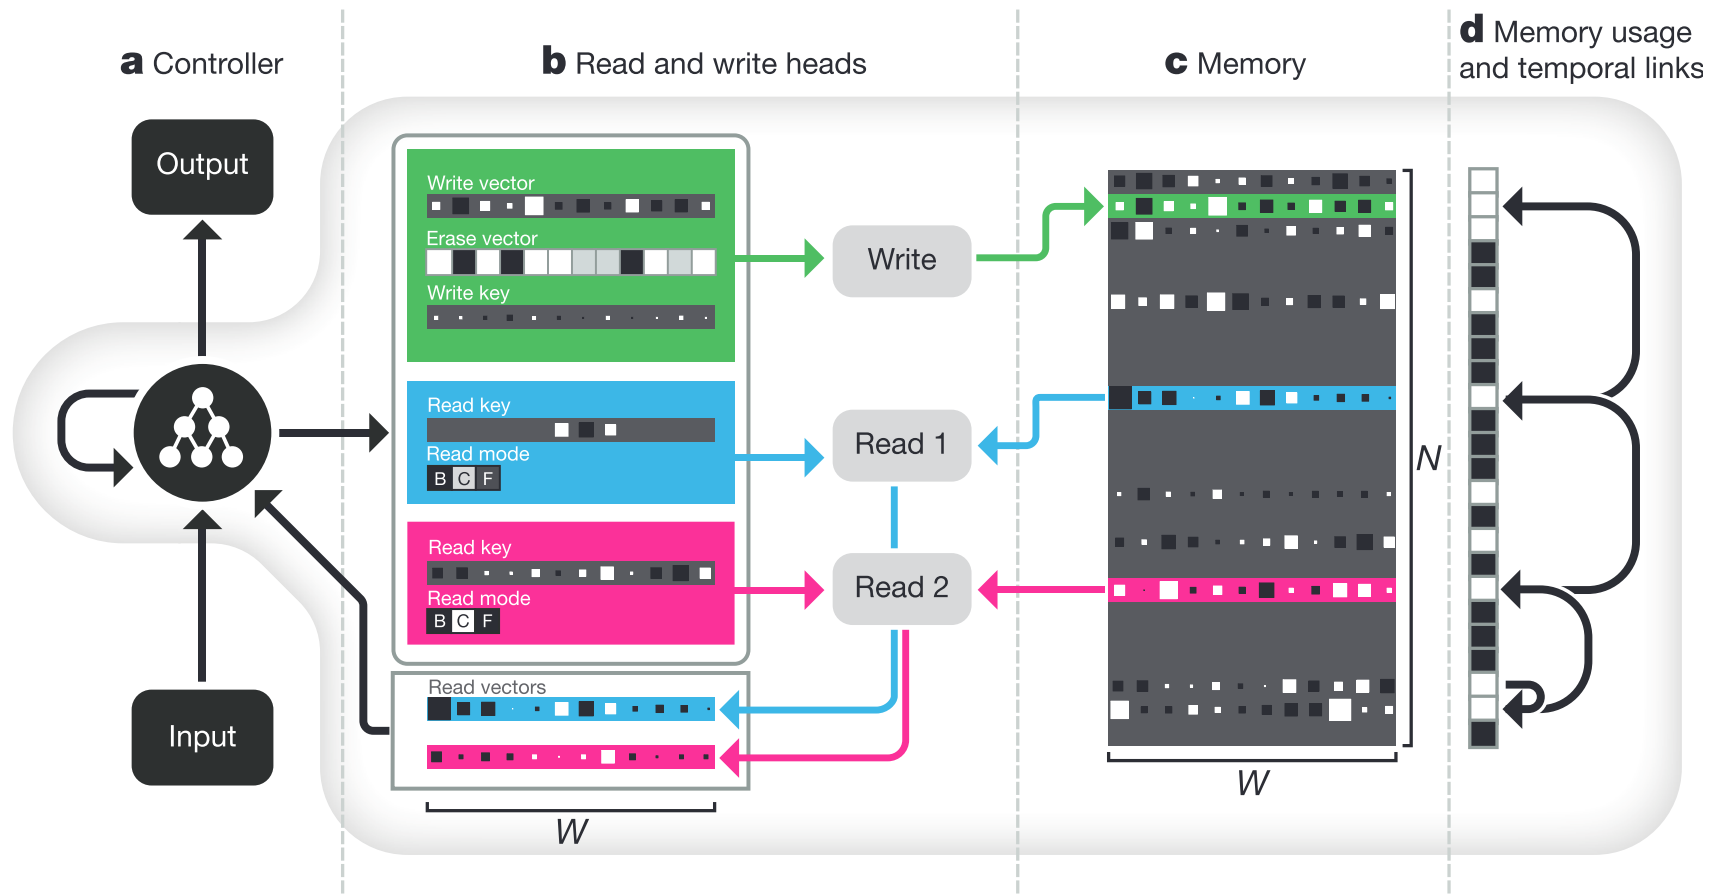 a Controller
b Read and write heads
c Memory
d Memory usage
and temporal links
Output
Input
Write vector
Erase vector
Write key
Read key
Read mode
B C F
Read key
Read mode
B C F
Read vectors
W
Write
Read 1
Read 2
N
W